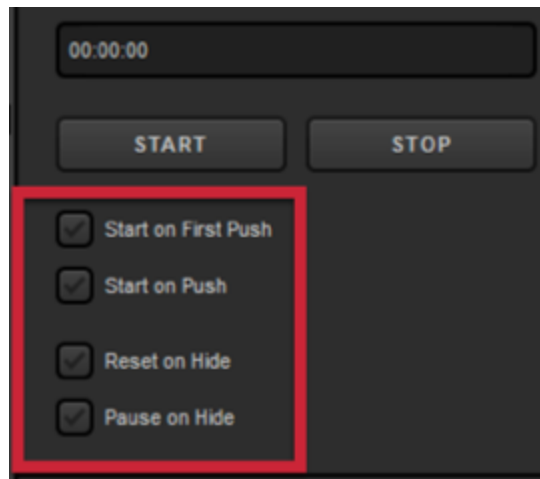 00:00:00
START STOP
Start on First Push
Start on Push
Reset on Hide
Pause on Hide